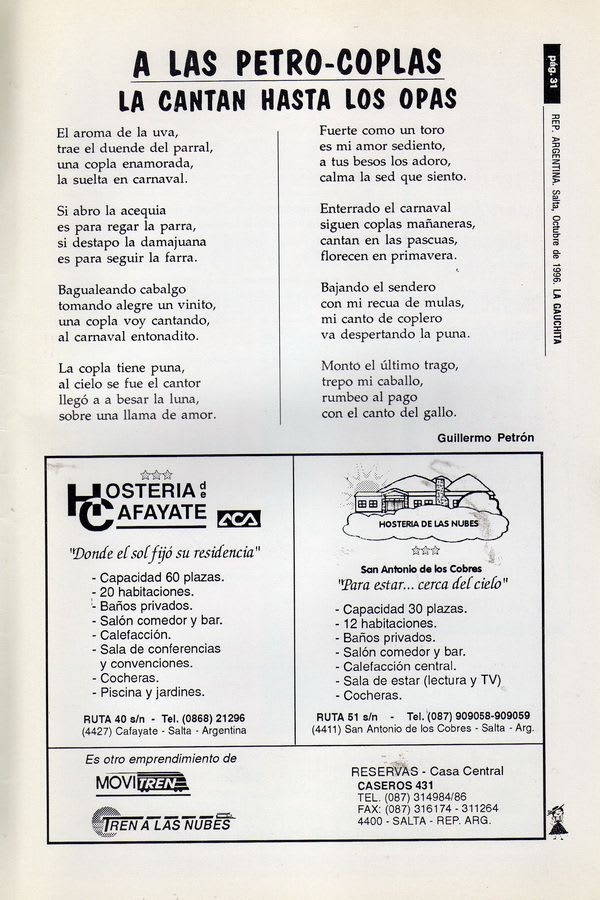 A LAS PETRO-COPLAS
LA CANTAN HASTA LOS OPAS
pág. 31
REP. ARGENTINA. Salta, Octubre de 1996. LA GAUCHITA
El aroma de la uva,
trae el duende del parral,
una copla enamorada,
la suelta en carnaval.
Si abro la acequia
es para regar la parra,
si destapo la damajuana
es para seguir la farra.
Bagualeando cabalgo
tomando alegre un vinito,
una copla voy cantando,
al carnaval entonadito.
La copla tiene puna,
al cielo se fue el cantor
llegó a a besar la luna,
sobre una llama de amor.
Fuerte como un toro
es mi amor sediento,
a tus besos los adoro,
calma la sed que siento.
Enterrado el carnaval
siguen coplas mañaneras,
cantan en las pascuas,
florecen en primavera.
Bajando el sendero
con mi recua de mulas,
mi canto de coplero
va despertando la puna.
Monto el último trago,
trepo mi caballo,
rumbeo al pago
con el canto del gallo.
Guillermo Petrón
HOSTERIA de
CAFAYATE
ACA
"Donde el sol fijó su residencia"
- Capacidad 60 plazas.
- 20 habitaciones.
- Baños privados.
- Salón comedor y bar.
- Calefacción.
- Sala de conferencias
y convenciones.
- Cocheras.
- Piscina y jardines.
RUTA 40 s/n - Tel. (0868) 21296
(4427) Cafayate - Salta - Argentina
HOSTERIA DE LAS NUBES
San Antonio de los Cobres
"Para estar... cerca del cielo"
- Capacidad 30 plazas.
- 12 habitaciones.
- Baños privados.
- Salón comedor y bar.
- Calefacción central.
- Sala de estar (lectura y TV)
- Cocheras.
RUTA 51 s/n - Tel. (087) 909058-909059
(4411) San Antonio de los Cobres - Salta - Arg.
Es otro emprendimiento de
MOVITREN
TREN A LAS NUBES
RESERVAS - Casa Central
CASEROS 431
TEL. (087) 314984/86
FAX: (087) 316174 - 311264
4400 - SALTA - REP. ARG.